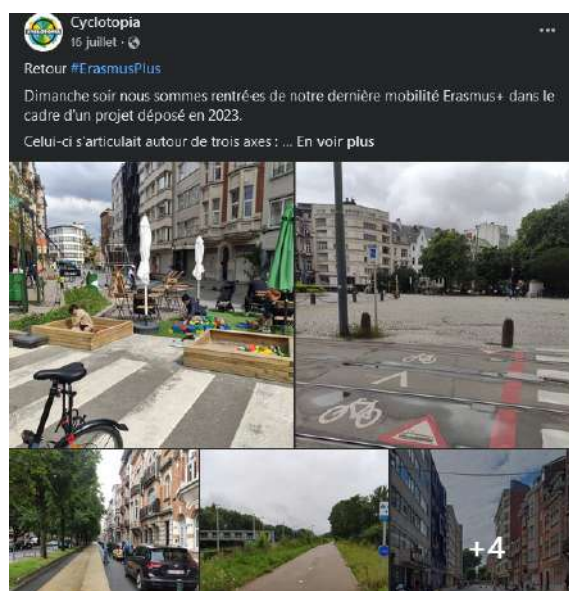 Cyclotopia
16 juillet ·
Retour #ErasmusPlus
Dimanche soir nous sommes rentré·es de notre dernière mobilité Erasmus+ dans le
cadre d'un projet déposé en 2023.
Celui-ci s'articulait autour de trois axes : ... En voir plus
+4